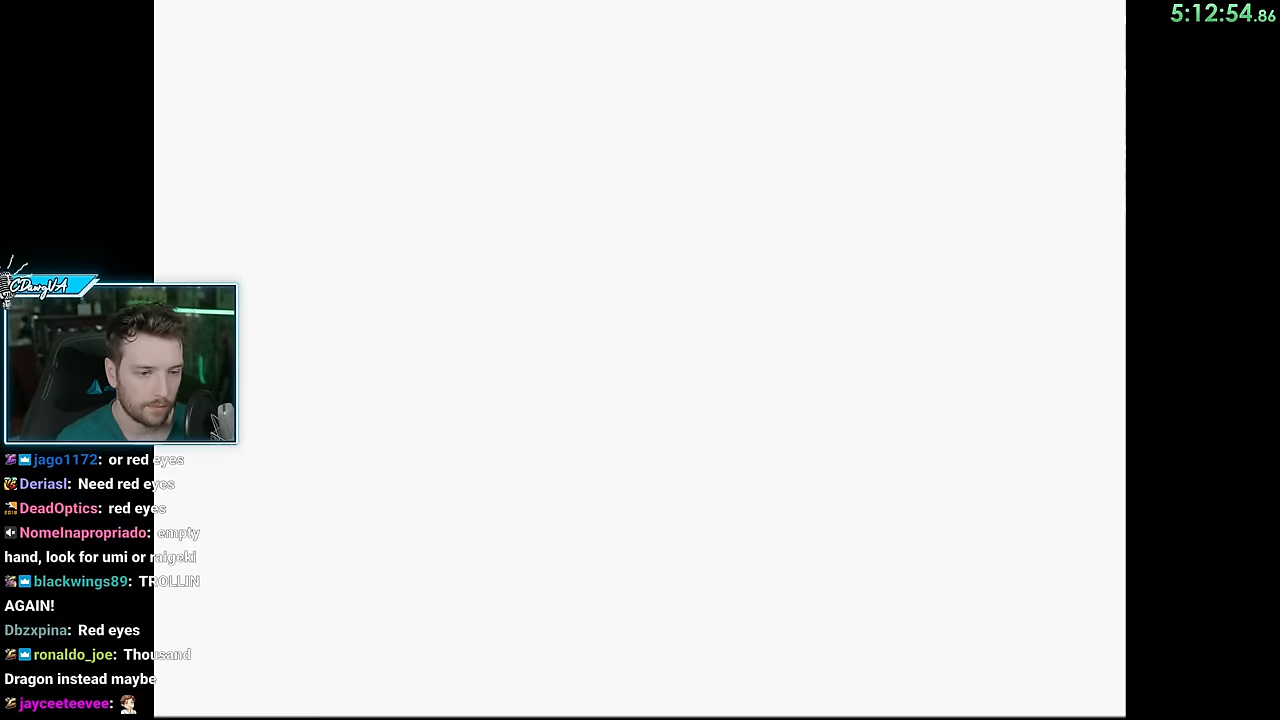 5:12:54.86
CDawgVA
jago1172: or red eyes
Deriasl: Need red eyes
DeadOptics: red eyes
NomeInapropriado: empty
hand, look for umi or raigeki
blackwings89: TROLLIN
AGAIN!
Dbzxpina: Red eyes
ronaldo_joe: Thousand
Dragon instead maybe
jayceeteevee: